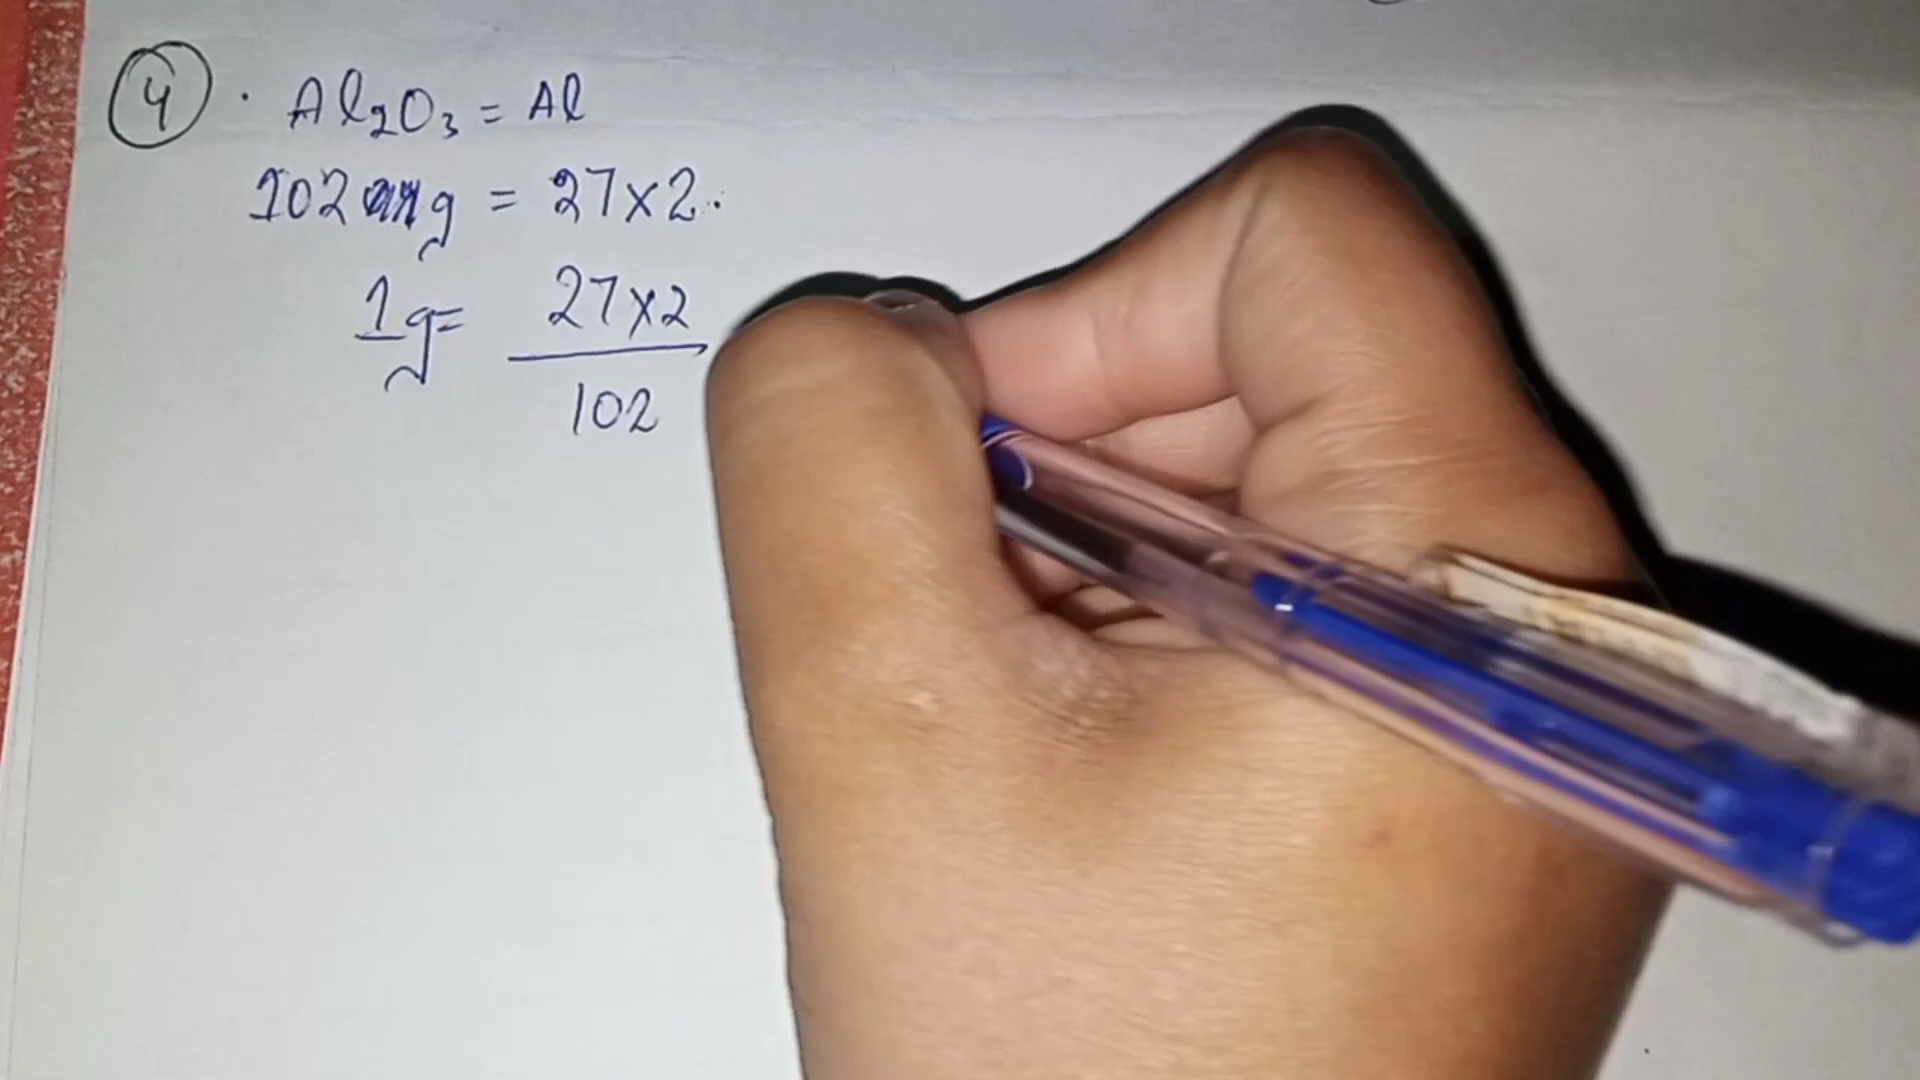 4 . Al₂O₃ = Al
102 g = 27×2.
1g= 27×2
102